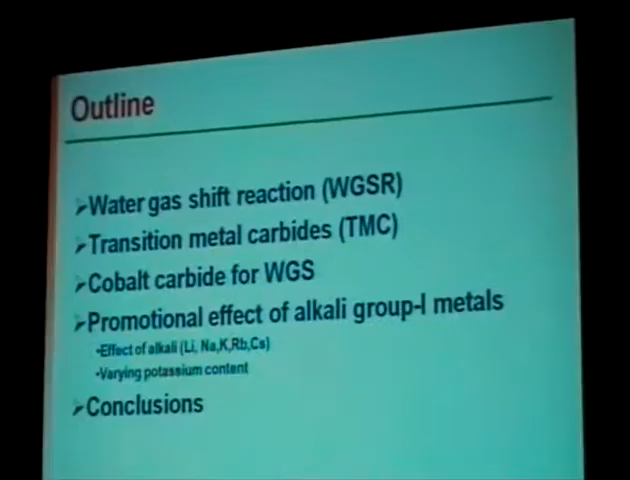 Outline
➢Water gas shift reaction (WGSR)
➢Transition metal carbides (TMC)
➢Cobalt carbide for WGS
➢Promotional effect of alkali group-I metals
•Effect of alkali (Li, Na,K,Rb,Cs)
•Varying potassium content
➢Conclusions